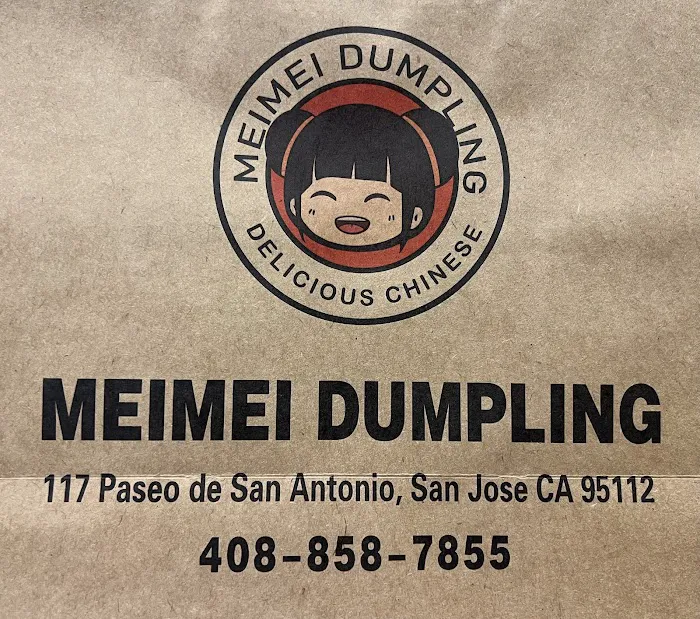 MEIMEI DUMPLING
DELICIOUS CHINESE
MEIMEI DUMPLING
117 Paseo de San Antonio, San Jose CA 95112
408-858-7855